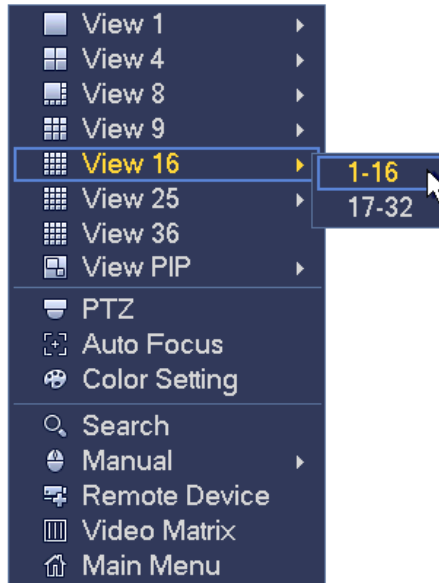 View 1
View 4
View 8
View 9
View 16
1-16
View 25
17-32
View 36
View PIP
PTZ
Auto Focus
Color Setting
Search
Manual
Remote Device
Video Matrix
Main Menu